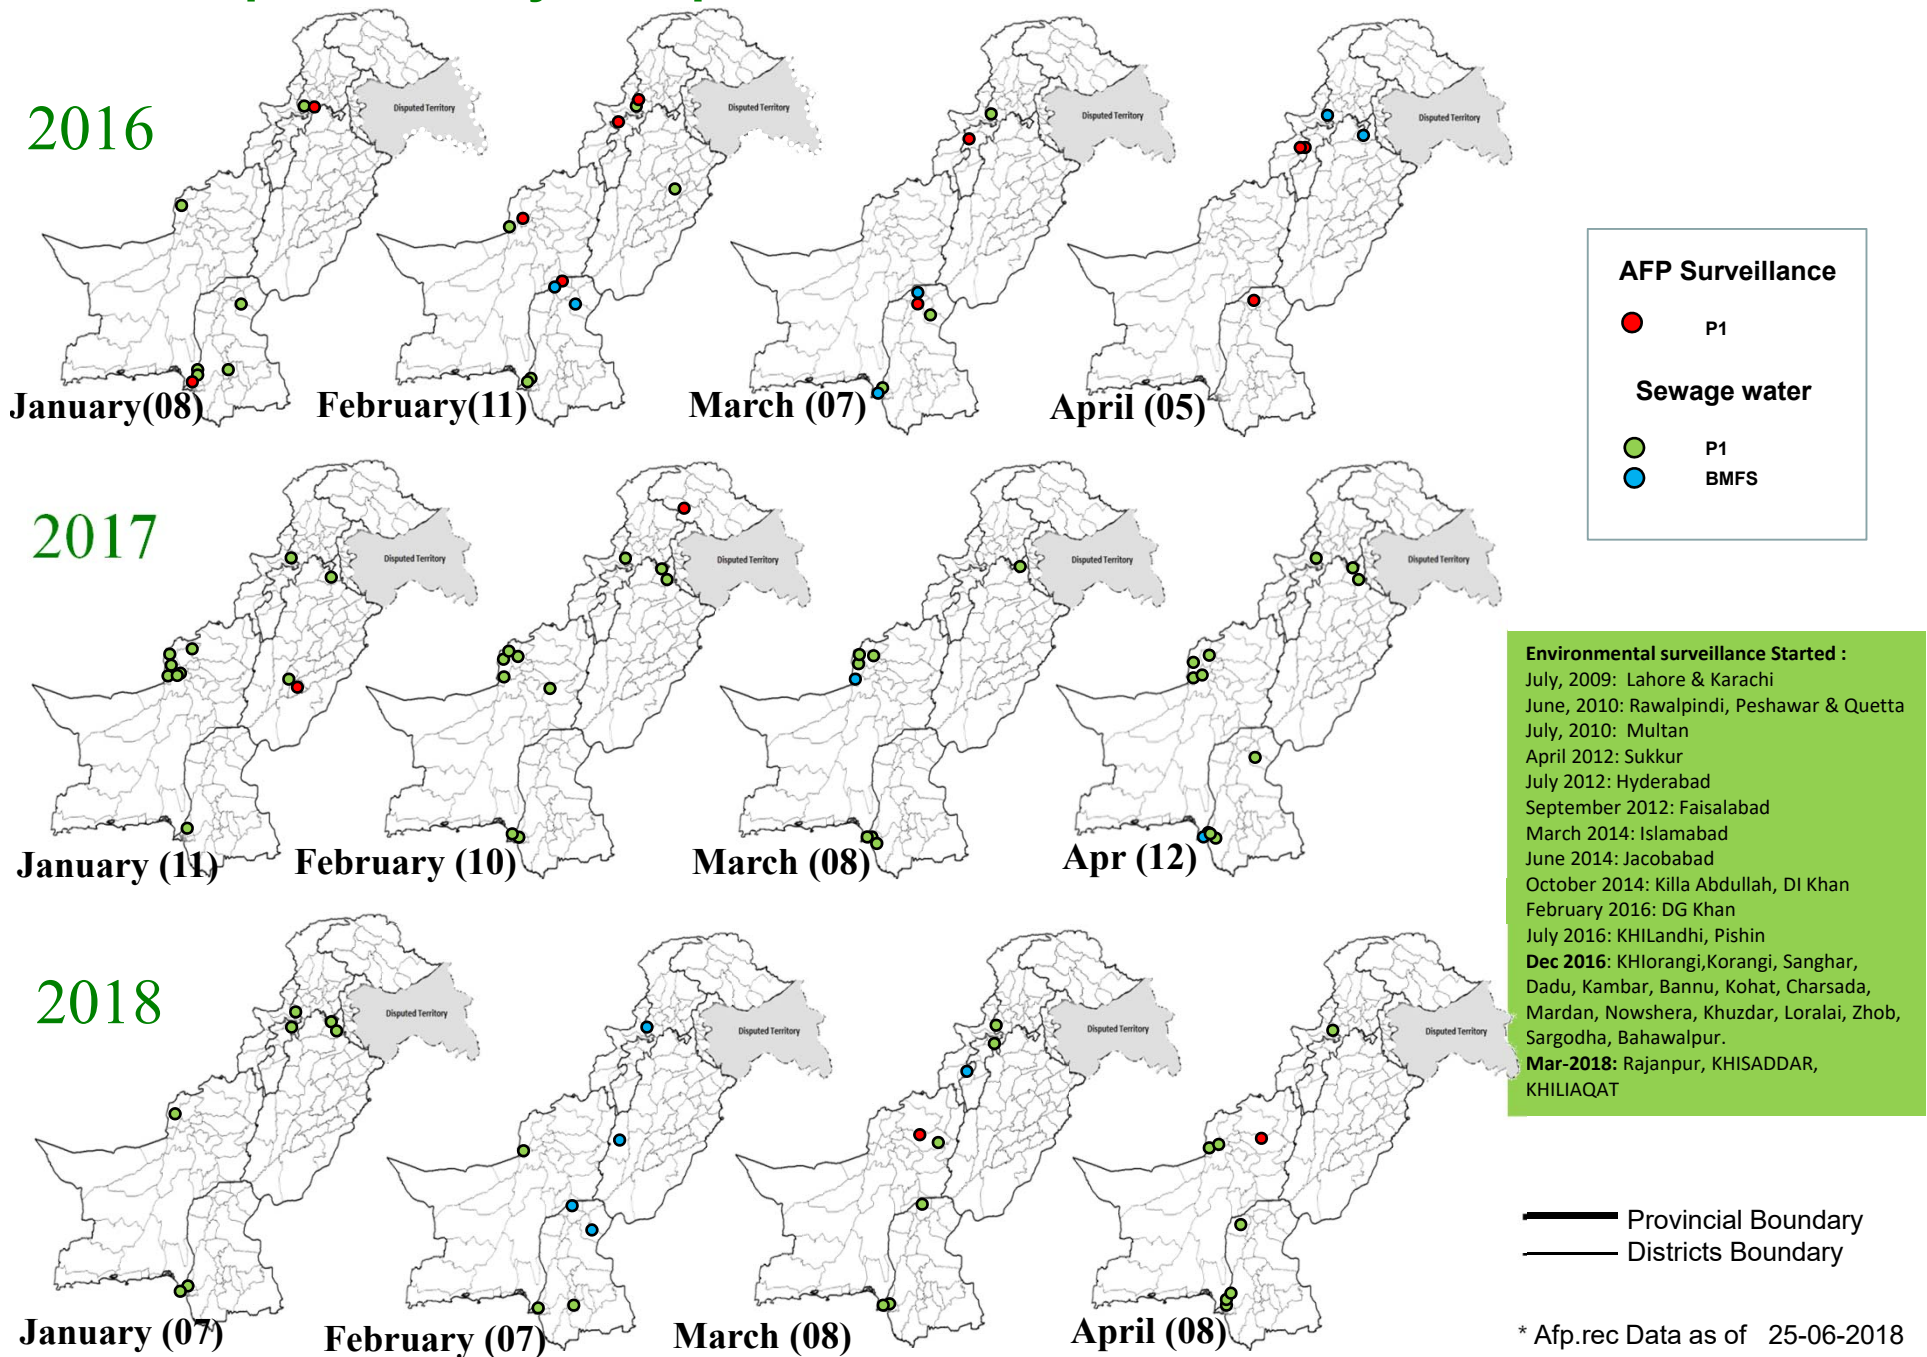 2016
Disputed Territory
Disputed Territory
Disputed Territory
Disputed Territory
January(08)
February(11)
March (07)
April (05)
AFP Surveillance
P1
Sewage water
P1
BMFS
2017
Disputed Territory
Disputed Territory
Disputed Territory
Disputed Territory
January (11)
February (10)
March (08)
Apr (12)
Environmental surveillance Started :
July, 2009: Lahore & Karachi
June, 2010: Rawalpindi, Peshawar & Quetta
July, 2010: Multan
April 2012: Sukkur
July 2012: Hyderabad
September 2012: Faisalabad
March 2014: Islamabad
June 2014: Jacobabad
October 2014: Killa Abdullah, DI Khan
February 2016: DG Khan
July 2016: KHILandhi, Pishin
Dec 2016: KHIorangi,Korangi, Sanghar,
Dadu, Kambar, Bannu, Kohat, Charsada,
Mardan, Nowshera, Khuzdar, Loralai, Zhob,
Sargodha, Bahawalpur.
Mar-2018: Rajanpur, KHISADDAR,
KHILIAQAT
2018
Disputed Territory
Disputed Territory
Disputed Territory
Disputed Territory
January (07)
February (07)
March (08)
April (08)
Provincial Boundary
Districts Boundary
* Afp.rec Data as of 25-06-2018